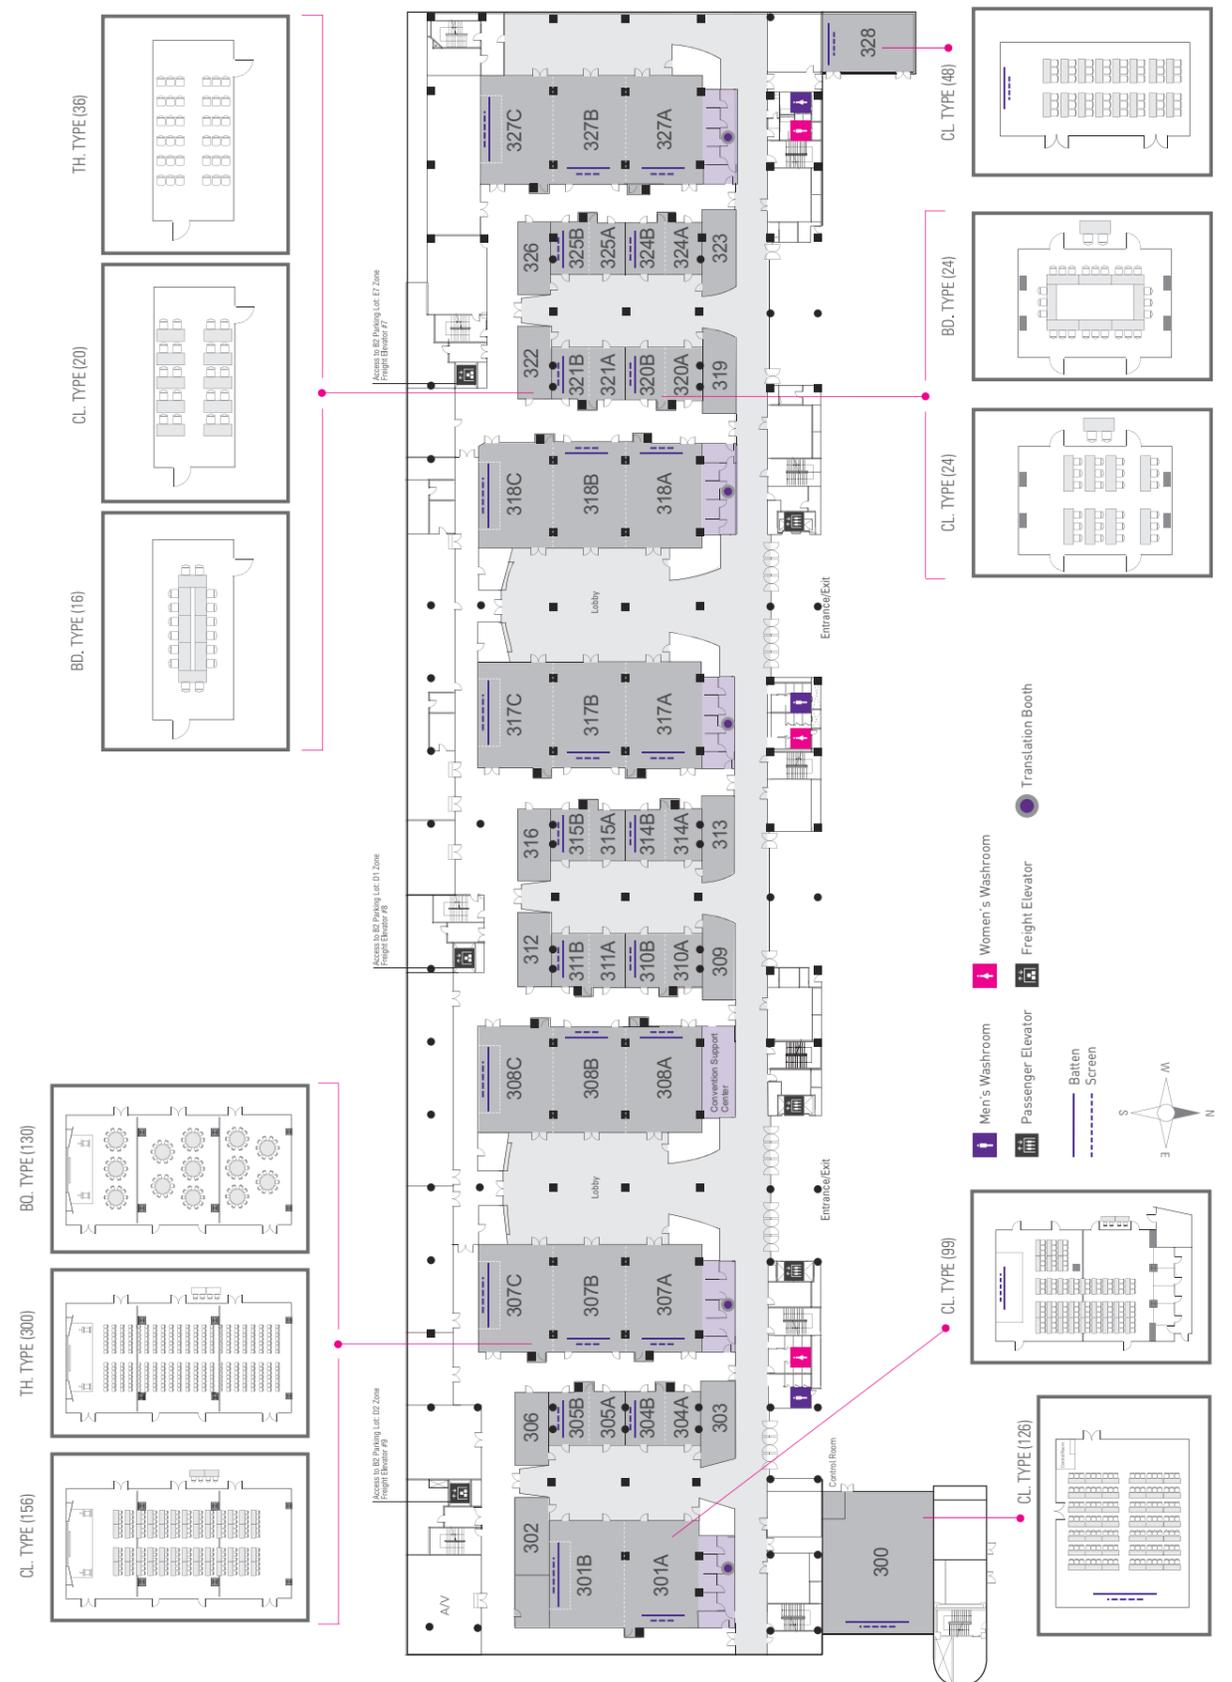 TH. TYPE (36)
CL. TYPE (20)
BD. TYPE (16)
BQ. TYPE (130)
TH. TYPE (300)
CL. TYPE (156)
Access to B2 Parking Lot: E7 Zone
Freight Elevator #7
Access to B2 Parking Lot: D1 Zone
Freight Elevator #8
Access to B2 Parking Lot: D2 Zone
Freight Elevator #9
328
327C
327B
327A
326
325B
325A
324B
324A
323
322
321B
321A
320B
320A
319
318C
318B
318A
Lobby
Entrance/Exit
317C
317B
317A
316
315B
315A
314B
314A
313
312
311B
311A
310B
310A
309
308C
308B
308A
Convention Support
Center
Lobby
Entrance/Exit
307C
307B
307A
306
305B
305A
304B
304A
303
Control Room
302
301B
301A
300
A/V
CL. TYPE (48)
BD. TYPE (24)
CL. TYPE (24)
CL. TYPE (99)
CL. TYPE (126)
Men's Washroom
Women's Washroom
Translation Booth
Passenger Elevator
Freight Elevator
Batten
Screen
S
W
E
N